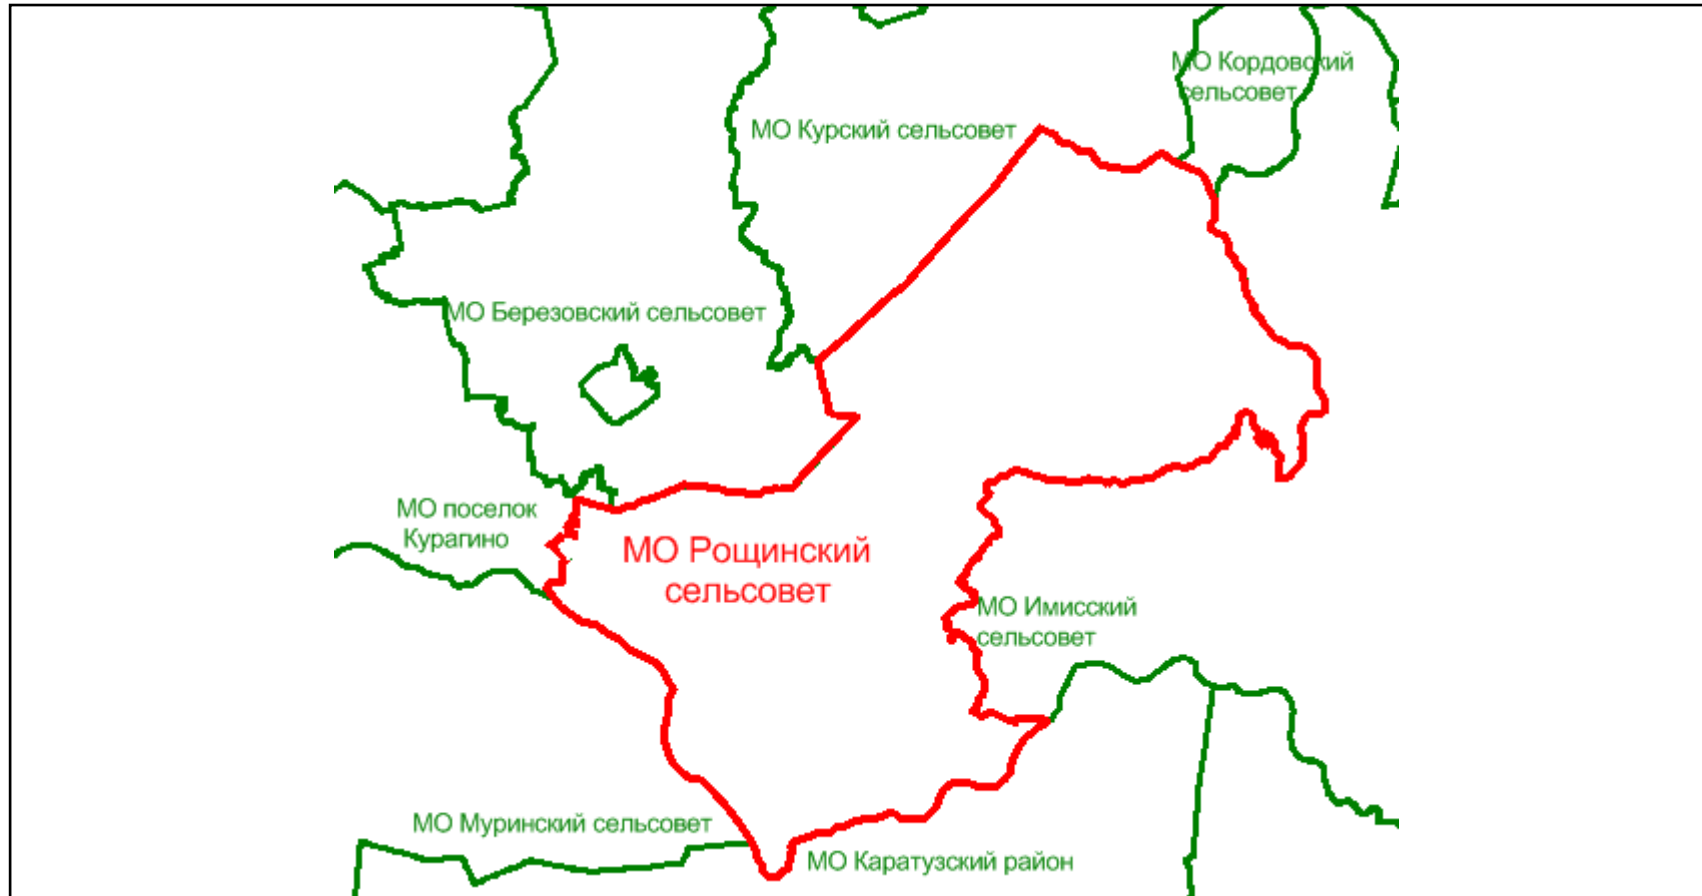 МО Кордовский
сельсовет
МО Курский сельсовет
МО Березовский сельсовет
МО поселок
Курагино
МО Рощинский
сельсовет
МО Имисский
сельсовет
МО Муринский сельсовет
МО Каратузский район